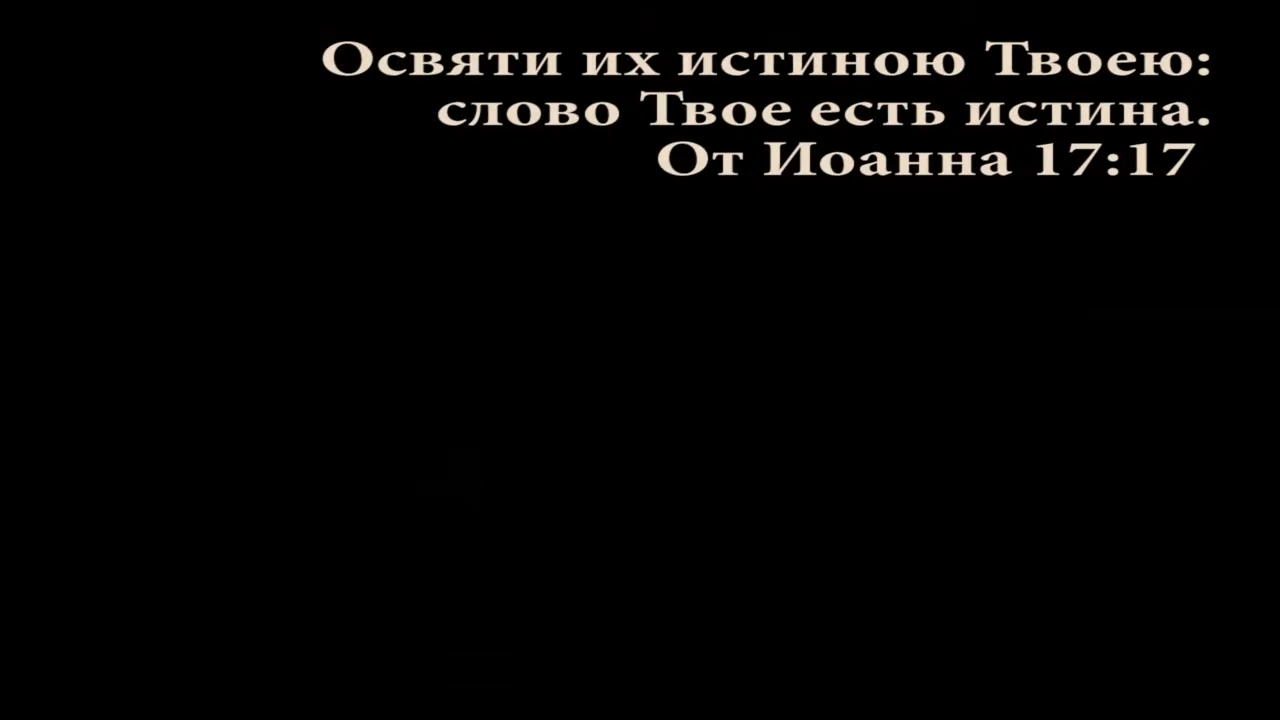 Освяти их истиною Твоею:
слово Твое есть истина.
От Иоанна 17:17